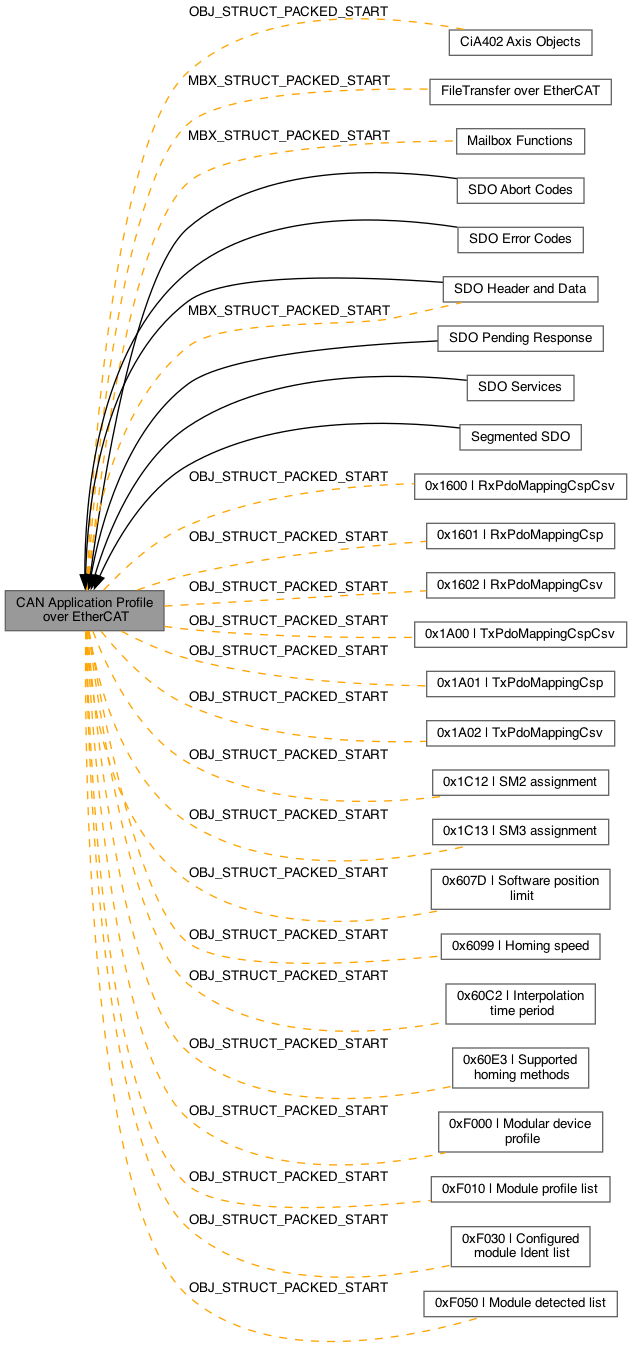 OBJ_STRUCT_PACKED_START
CiA402 Axis Objects
MBX_STRUCT_PACKED_START
FileTransfer over EtherCAT
MBX_STRUCT_PACKED_START
Mailbox Functions
SDO Abort Codes
SDO Error Codes
SDO Header and Data
MBX_STRUCT_PACKED_START
SDO Pending Response
SDO Services
Segmented SDO
OBJ_STRUCT_PACKED_START
0x1600 | RxPdoMappingCspCsv
OBJ_STRUCT_PACKED_START
0x1601 | RxPdoMappingCsp
OBJ_STRUCT_PACKED_START
0x1602 | RxPdoMappingCsv
CAN Application Profile
over EtherCAT
OBJ_STRUCT_PACKED_START
0x1A00 | TxPdoMappingCspCsv
OBJ_STRUCT_PACKED_START
0x1A01 | TxPdoMappingCsp
OBJ_STRUCT_PACKED_START
0x1A02 | TxPdoMappingCsv
OBJ_STRUCT_PACKED_START
0x1C12 | SM2 assignment
OBJ_STRUCT_PACKED_START
0x1C13 | SM3 assignment
OBJ_STRUCT_PACKED_START
0x607D | Software position
limit
OBJ_STRUCT_PACKED_START
0x6099 | Homing speed
OBJ_STRUCT_PACKED_START
0x60C2 | Interpolation
time period
OBJ_STRUCT_PACKED_START
0x60E3 | Supported
homing methods
OBJ_STRUCT_PACKED_START
0xF000 | Modular device
profile
OBJ_STRUCT_PACKED_START
0xF010 | Module profile list
OBJ_STRUCT_PACKED_START
0xF030 | Configured
module Ident list
OBJ_STRUCT_PACKED_START
0xF050 | Module detected list